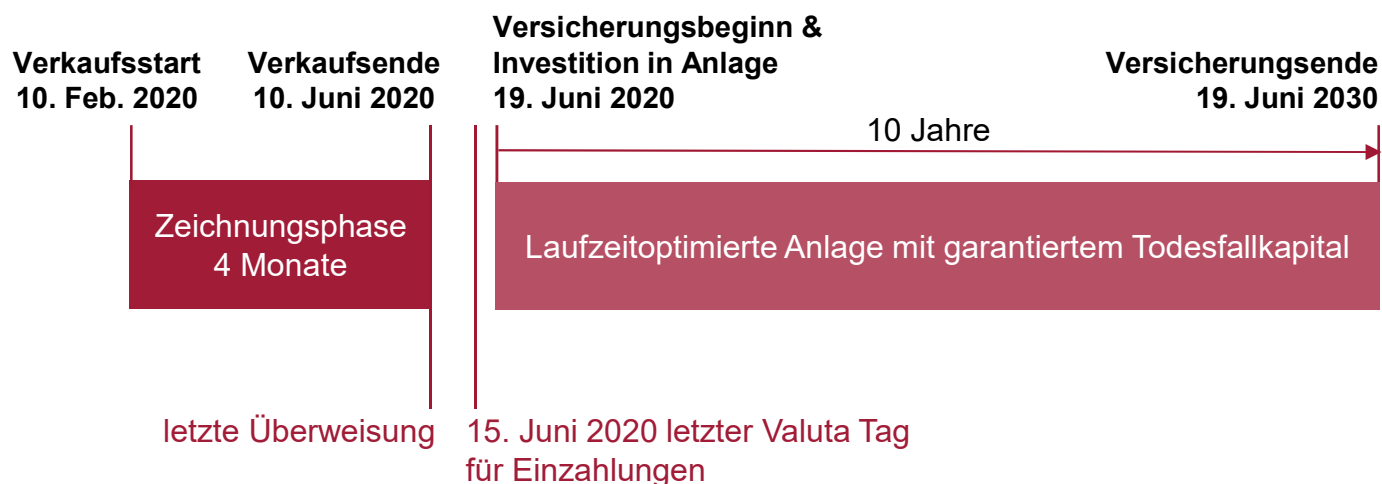 Verkaufsstart
10. Feb. 2020
Verkaufsende
10. Juni 2020
Versicherungsbeginn &
Investition in Anlage
19. Juni 2020
Versicherungsende
19. Juni 2030
10 Jahre
Zeichnungsphase
4 Monate
Laufzeitoptimierte Anlage mit garantiertem Todesfallkapital
letzte Überweisung
15. Juni 2020 letzter Valuta Tag
für Einzahlungen